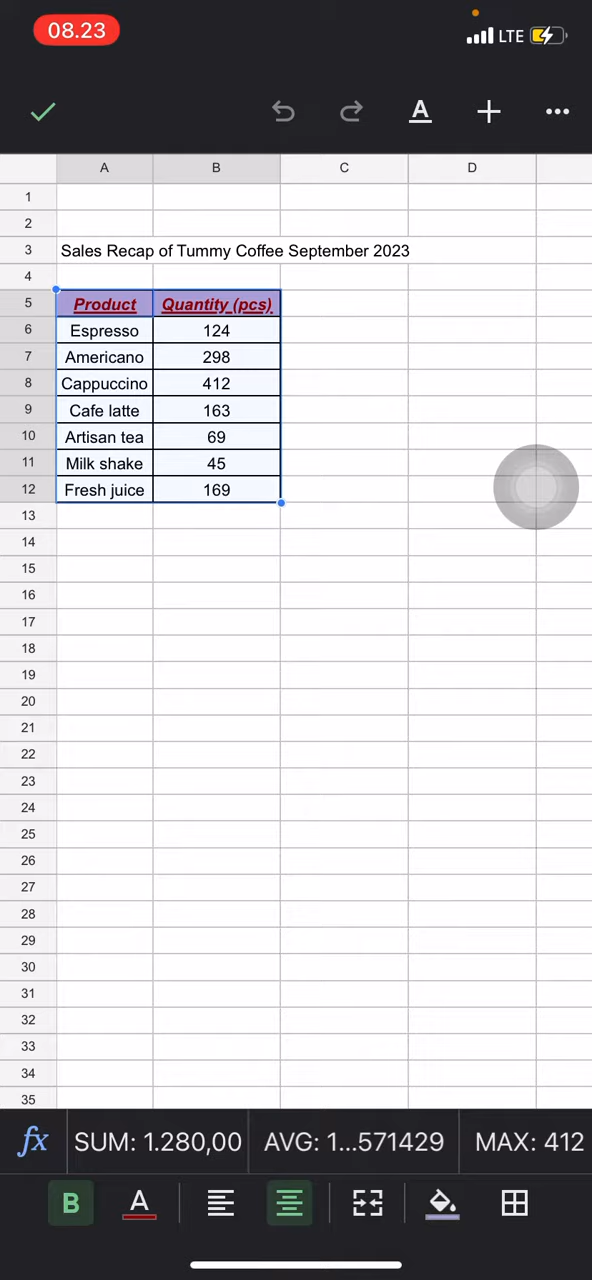 08.23 LTE
A
A B C D
1
2
3 Sales Recap of Tummy Coffee September 2023
4
5 Product Quantity (pcs)
6 Espresso 124
7 Americano 298
8 Cappuccino 412
9 Cafe latte 163
10 Artisan tea 69
11 Milk shake 45
12 Fresh juice 169
13
14
15
16
17
18
19
20
21
22
23
24
25
26
27
28
29
30
31
32
33
34
35
fx SUM: 1.280,00 AVG: 1...571429 MAX: 412
B A